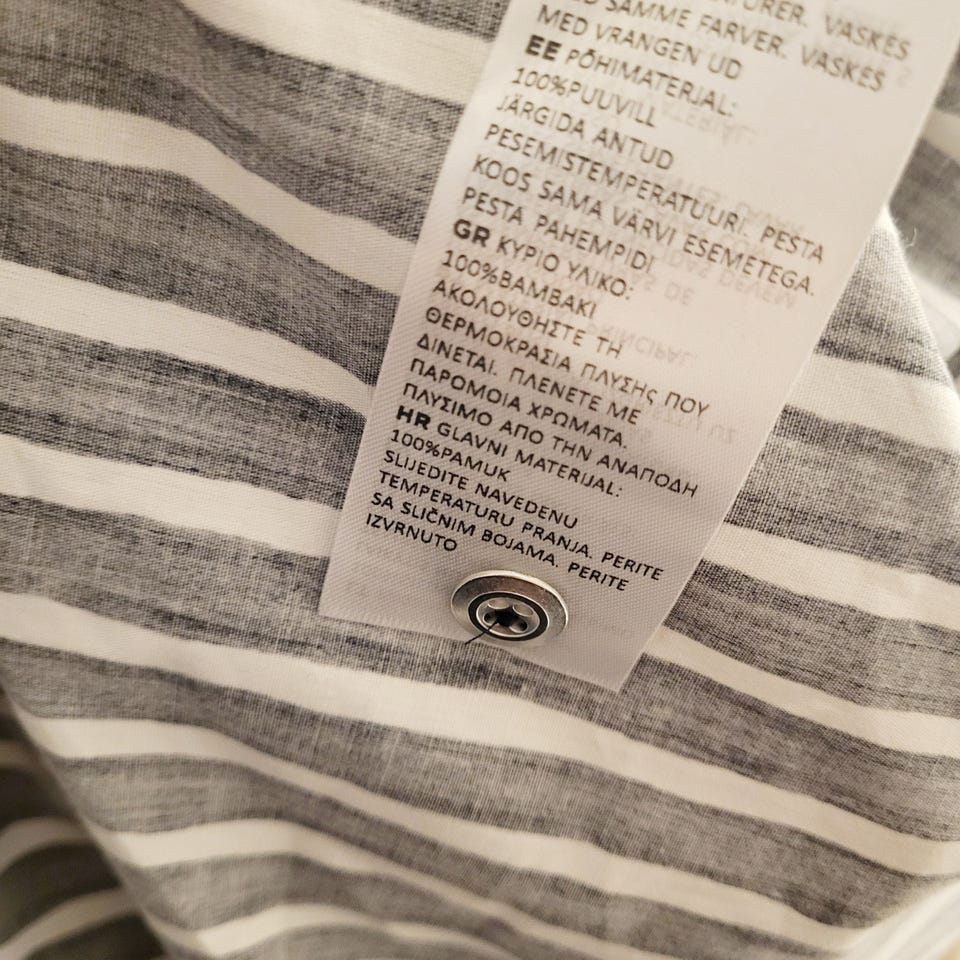 VASKES
MED SAMME FARVER. VASKES
MED VRANGEN UD
EE PÕHIMATERJAL:
100%PUUVILL
JÄRGIDA ANTUD
PESEMISTEMPERATUURI. PESTA
KOOS SAMA VÄRVI ESEMETEGA.
PESTA PAHEMPIDI
GR ΚΥΡΙΟ ΥΛΙΚΟ:
100%ΒΑΜΒΑΚΙ
ΑΚΟΛΟΥΘΗΣΤΕ ΤΗ
ΘΕΡΜΟΚΡΑΣΙΑ ΠΛΥΣΗς ΠΟΥ
ΔΙΝΕΤΑΙ. ΠΛΕΝΕΤΕ ΜΕ
ΠΑΡΟΜΟΙΑ ΧΡΩΜΑΤΑ.
ΠΛΥΣΙΜΟ ΑΠΟ ΤΗΝ ΑΝΑΠΟΔΗ
HR GLAVNI MATERIJAL:
100%PAMUK
SLIJEDITE NAVEDENU
TEMPERATURU PRANJA. PERITE
SA SLIČNIM BOJAMA. PERITE
IZVRNUTO